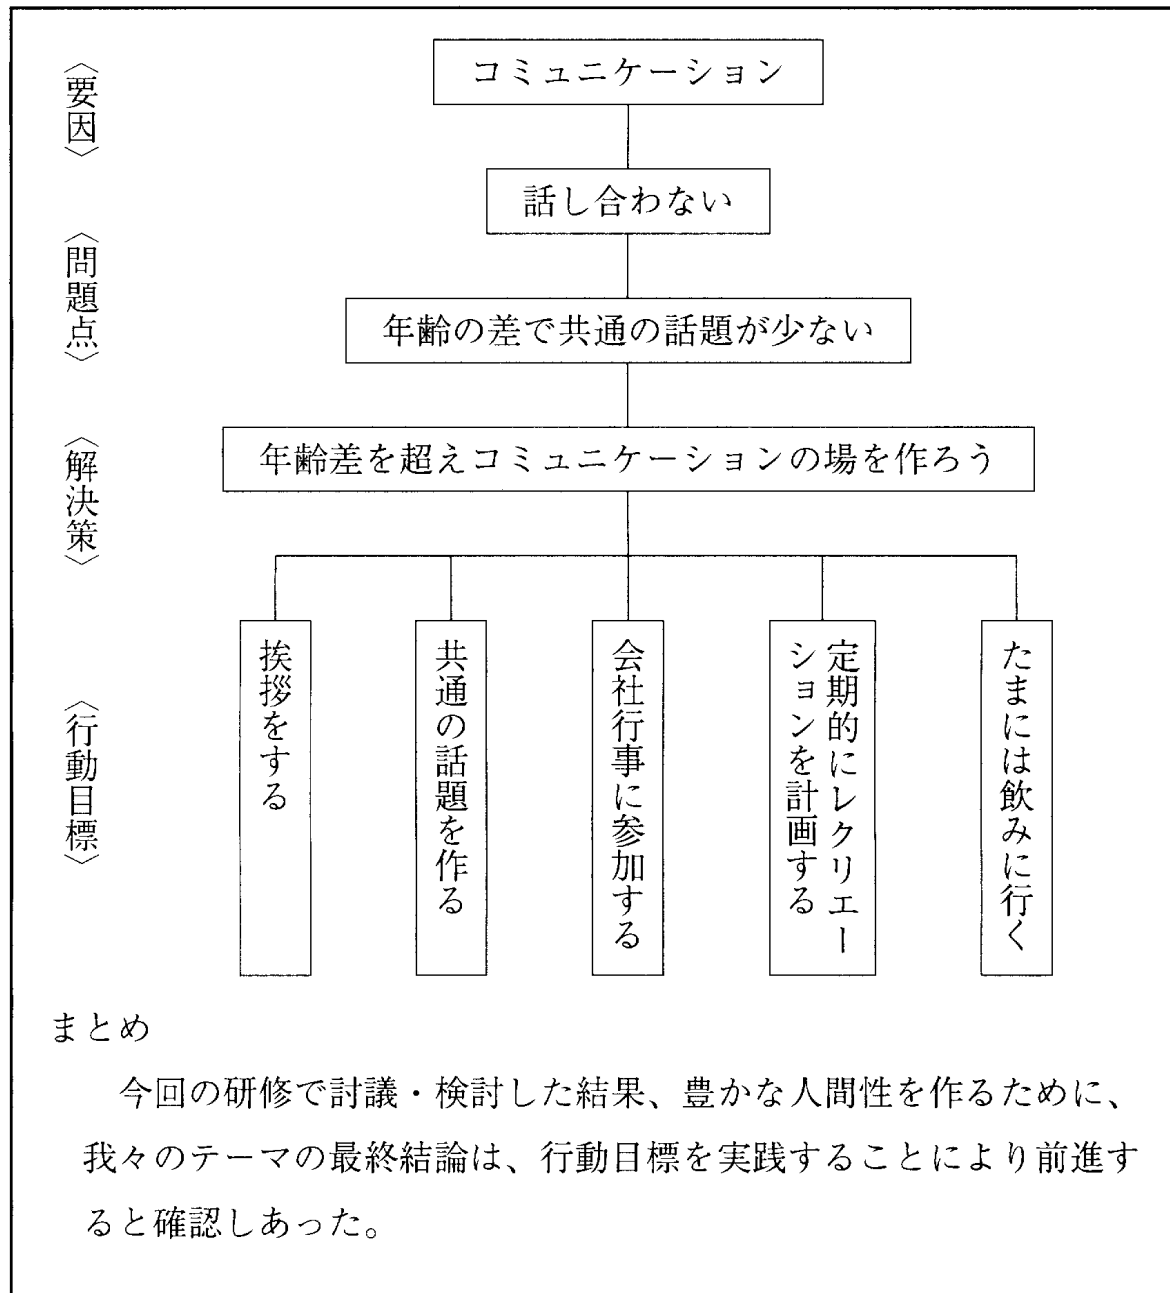 〈要因〉
コミュニケーション
話し合わない
〈問題点〉
年齢の差で共通の話題が少ない
〈解決策〉
年齢差を超えコミュニケーションの場を作ろう
〈行動目標〉
挨拶をする
共通の話題を作る
会社行事に参加する
定期的にレクリエー
ションを計画する
たまには飲みに行く
まとめ
今回の研修で討議・検討した結果、豊かな人間性を作るために、
我々のテーマの最終結論は、行動目標を実践することにより前進す
ると確認しあった。